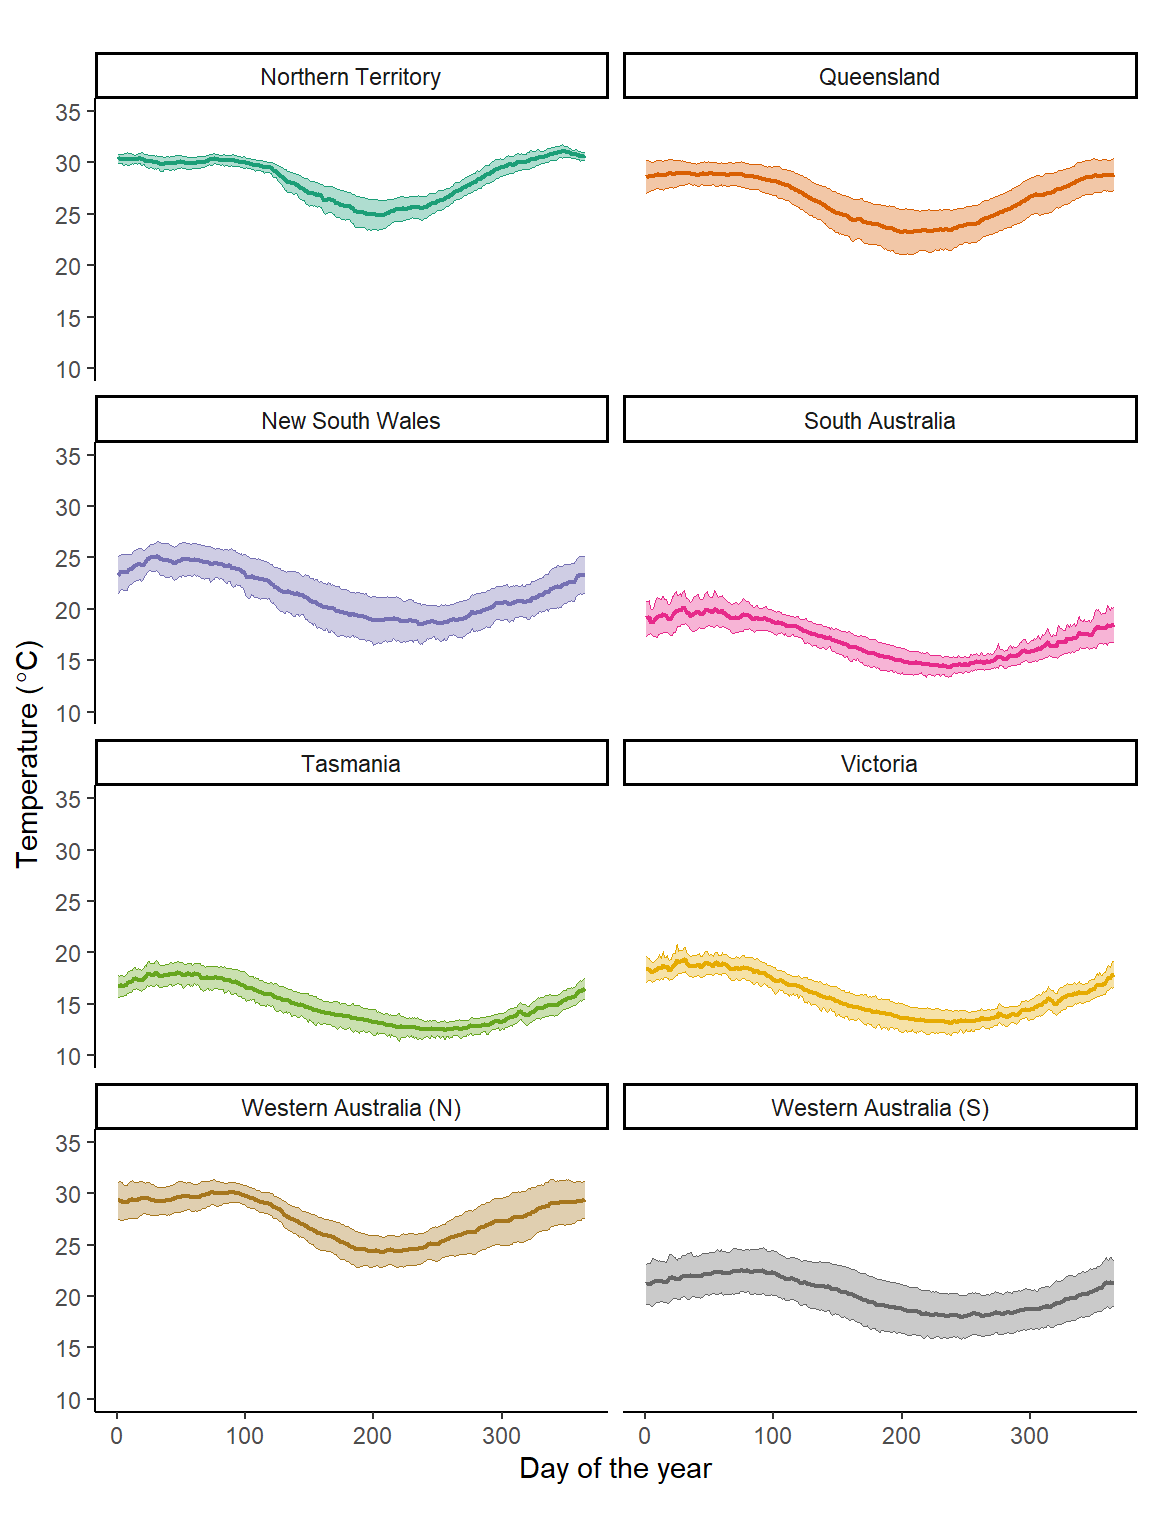 Northern Territory
Queensland
35
30
25
20
15
10
New South Wales
South Australia
35
30
25
20
15
10
Temperature (°C)
Tasmania
Victoria
35
30
25
20
15
10
Western Australia (N)
Western Australia (S)
35
30
25
20
15
10
0 100 200 300
0 100 200 300
Day of the year